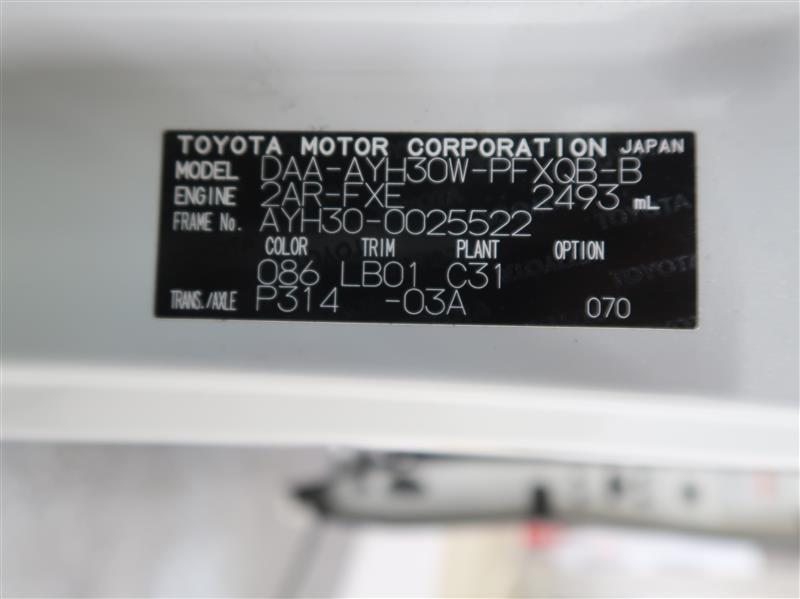 TOYOTA MOTOR CORPORATION JAPAN
MODEL DAA-AYH30W-PFXQB-B
ENGINE 2AR-FXE 2493 mL
FRAME No. AYH30-0025522
COLOR TRIM PLANT OPTION
086 LB01 C31
TRANS./AXLE P314 -03A 070